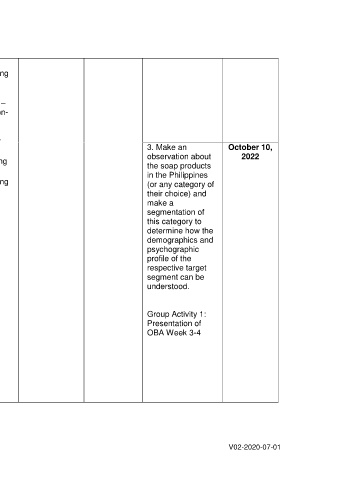 ng
–
on-
ng
ng
3. Make an
observation about
the soap products
in the Philippines
(or any category of
their choice) and
make a
segmentation of
this category to
determine how the
demographics and
psychographic
profile of the
respective target
segment can be
understood.
Group Activity 1:
Presentation of
OBA Week 3-4
October 10,
2022
V02-2020-07-01